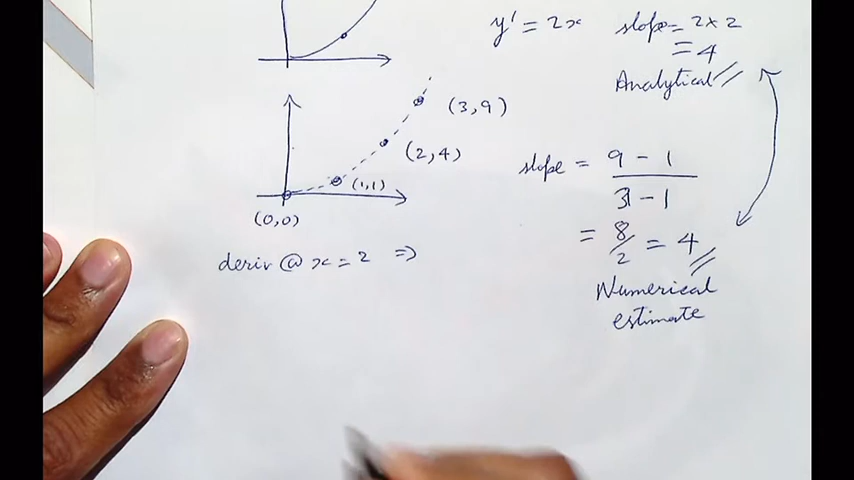 y' = 2x
slope = 2 x 2
= 4
Analytical
(3,9)
(2,4)
(1,1)
(0,0)
slope = 9 - 1
3 - 1
= 8/2 = 4
Numerical
estimate
deriv @ x = 2 ⇒